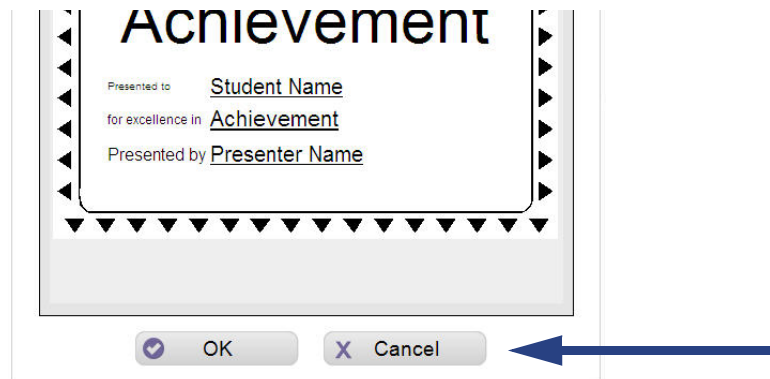 Achievement
Presented to Student Name
for excellence in Achievement
Presented by Presenter Name
OK X Cancel